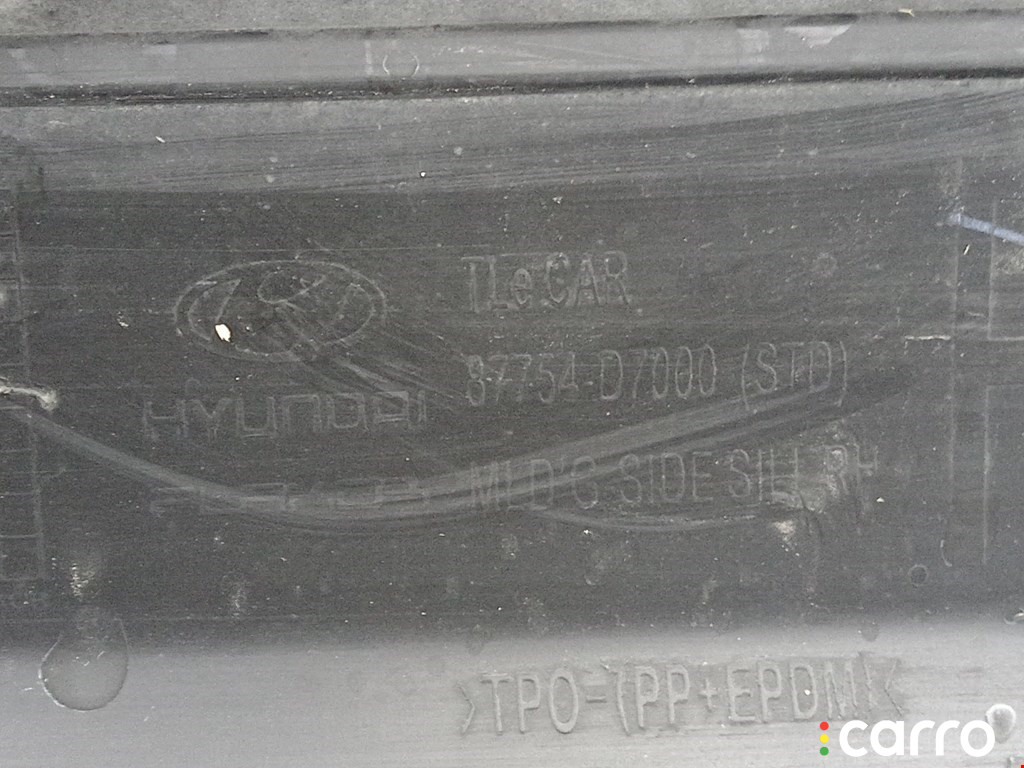 TLe CAR
87754-D7000 (STD)
HYUNDAI
MLD'G-SIDE SILL, RH
>TPO-(PP+EPDM)<
carro